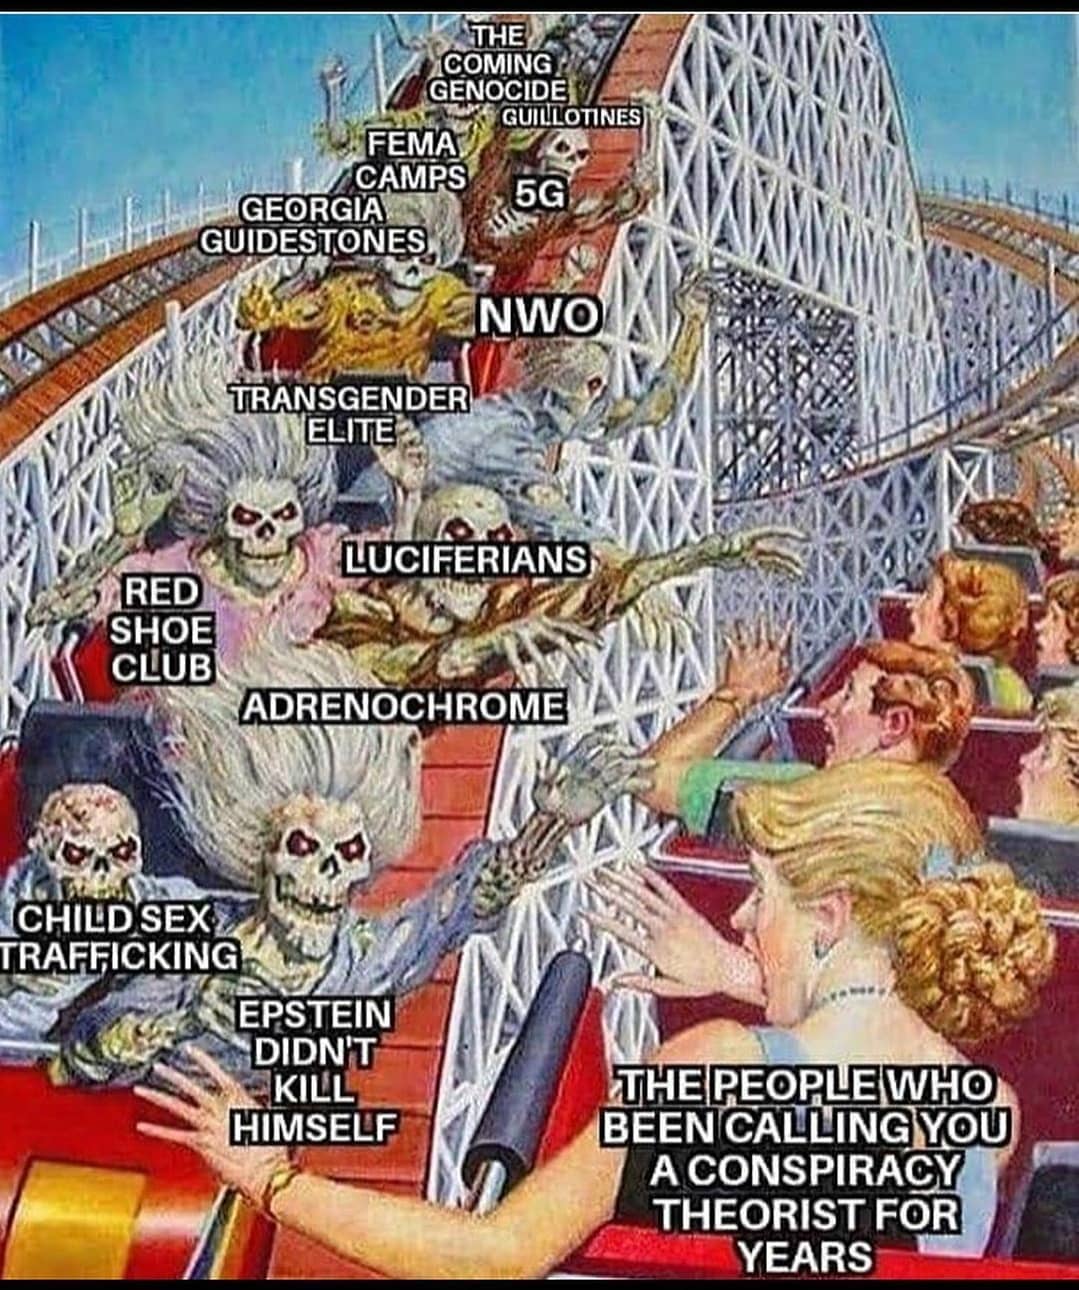 THE
COMING
GENOCIDE
GUILLOTINES
FEMA
CAMPS
5G
GEORGIA
GUIDESTONES
NWO
TRANSGENDER
ELITE
LUCIFERIANS
RED
SHOE
CLUB
ADRENOCHROME
CHILD SEX
TRAFFICKING
EPSTEIN
DIDN'T
KILL
HIMSELF
THE PEOPLE WHO
BEEN CALLING YOU
A CONSPIRACY
THEORIST FOR
YEARS